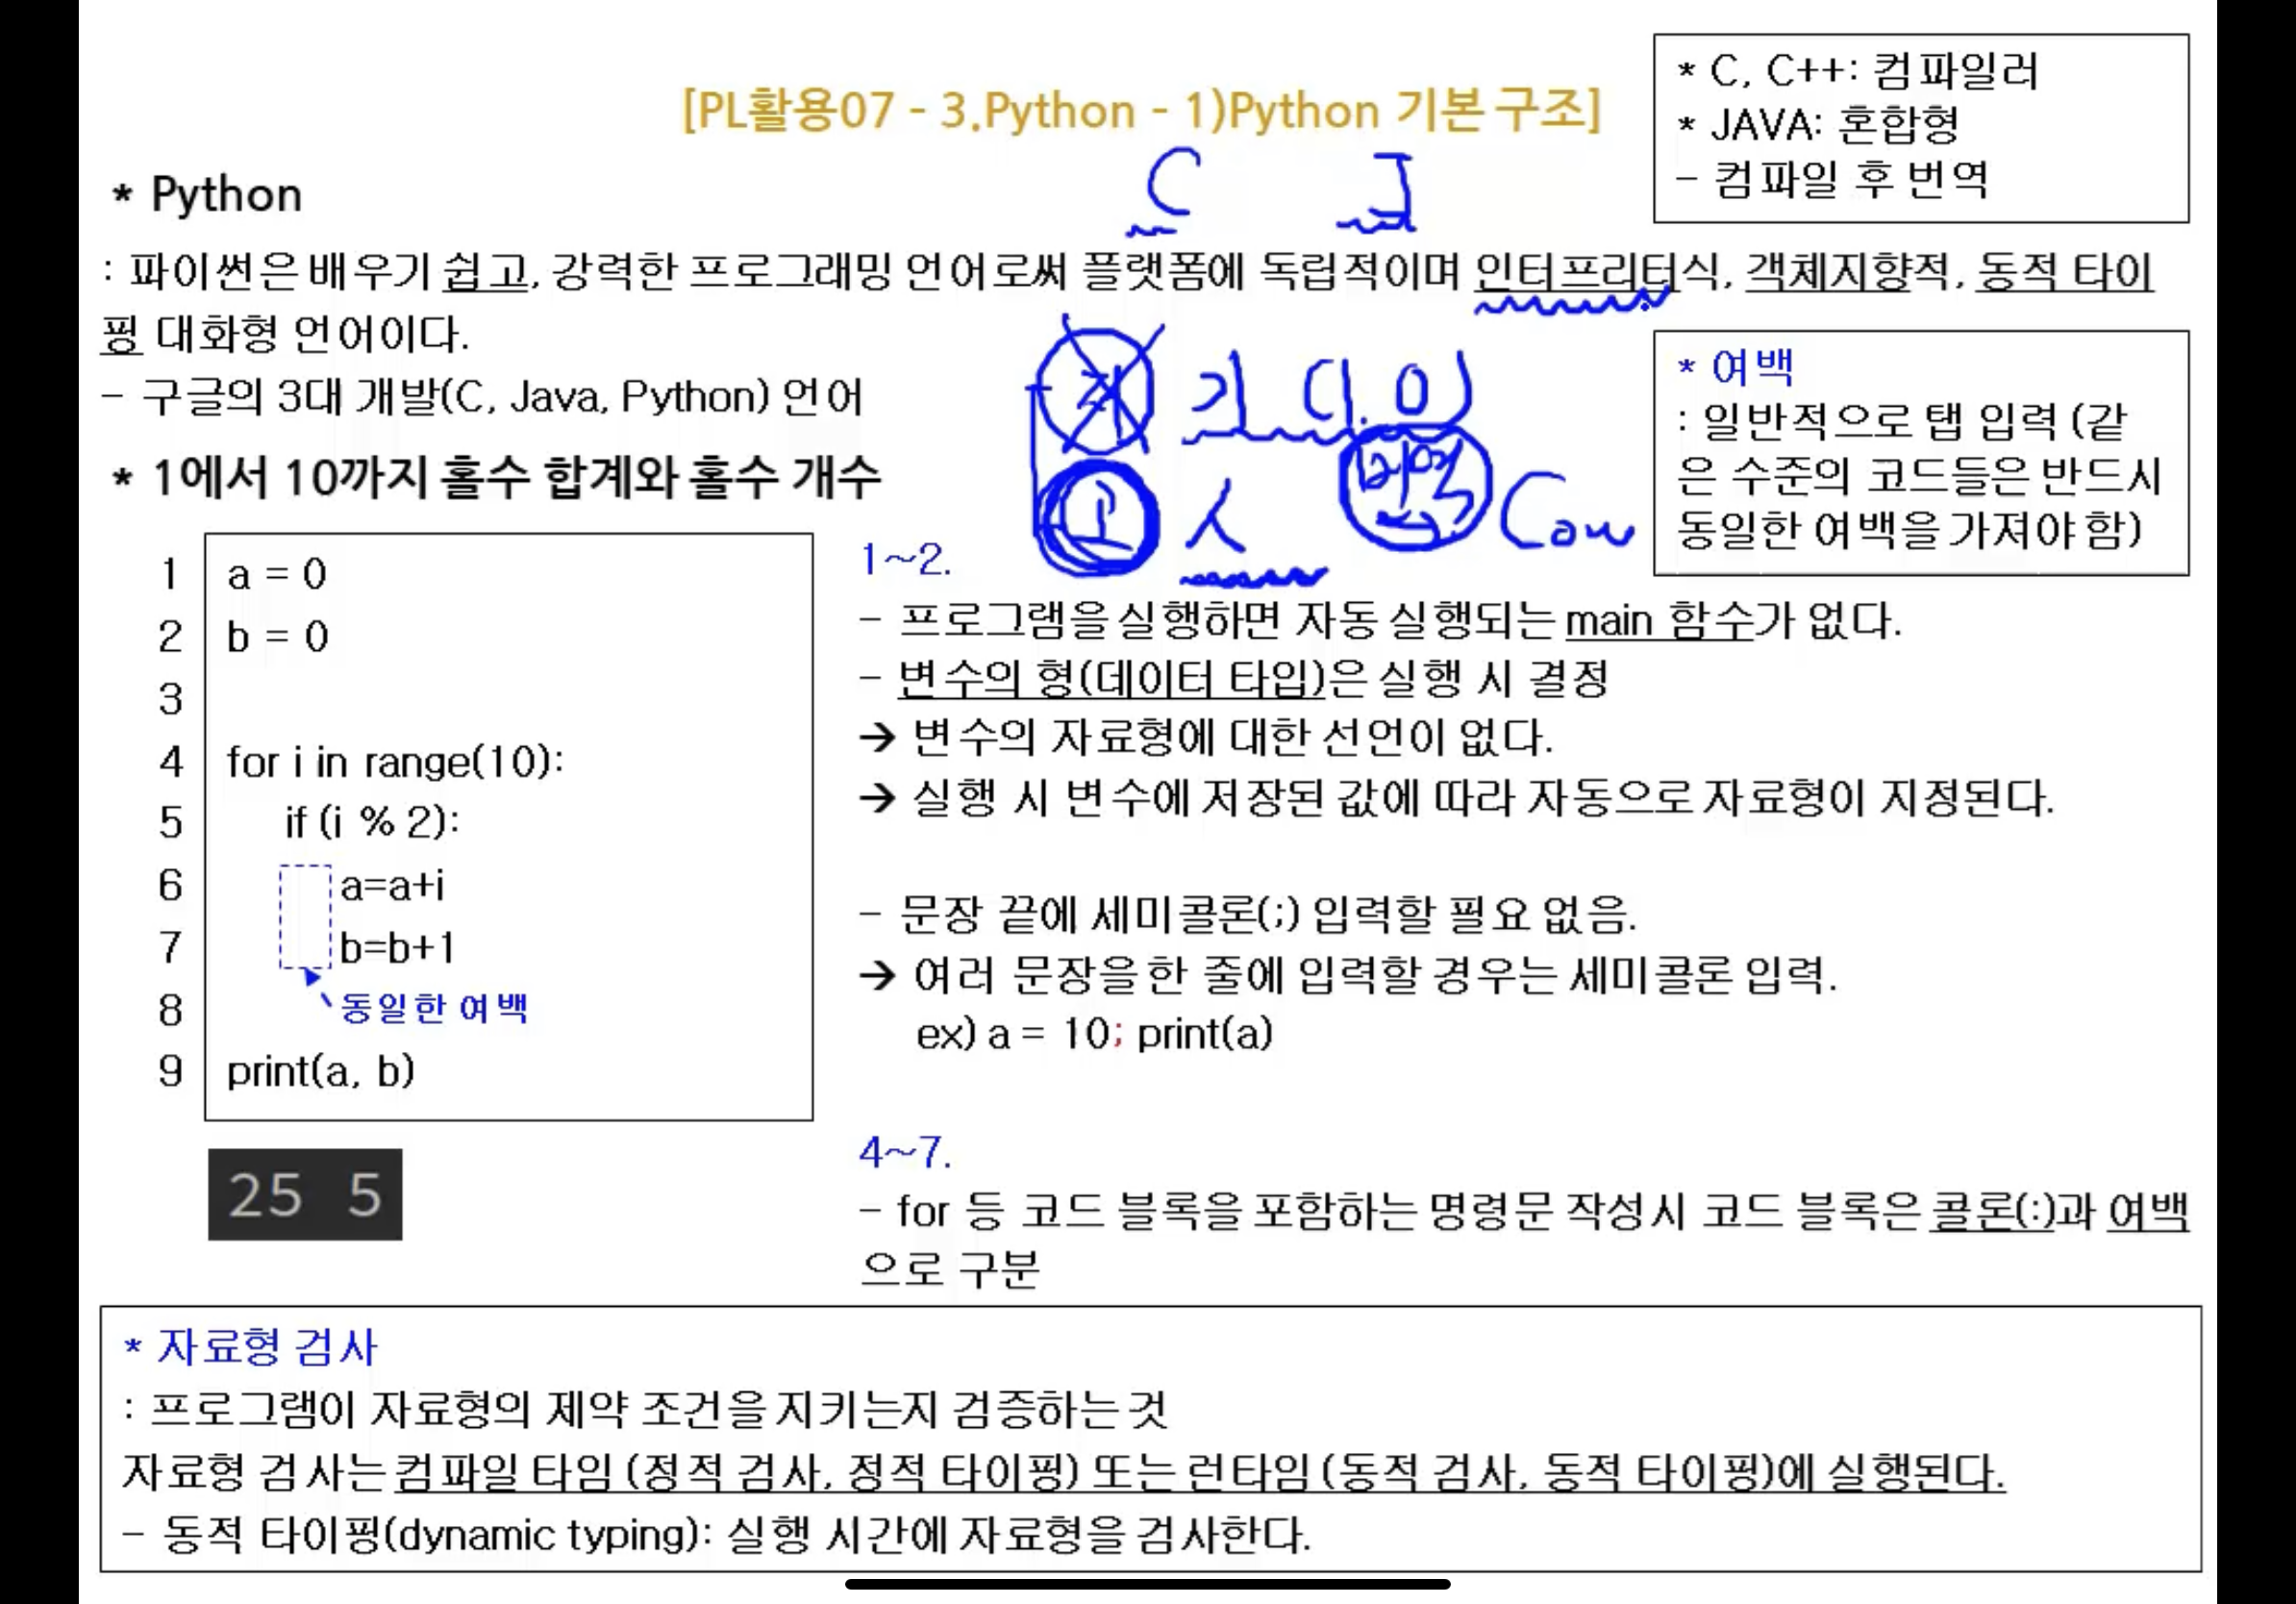 [PL활용07 - 3.Python - 1)Python 기본 구조]
* C, C++: 컴파일러
* JAVA: 혼합형
- 컴파일 후 번역
C J
* Python
: 파이썬은 배우기 쉽고, 강력한 프로그래밍 언어로써 플랫폼에 독립적이며 인터프리터식, 객체지향적, 동적 타이
핑 대화형 언어이다.
- 구글의 3대 개발(C, Java, Python) 언어
기 (1.0)
사
Com
* 여백
: 일반적으로 탭 입력 (같
은 수준의 코드들은 반드시
동일한 여백을 가져야 함)
* 1에서 10까지 홀수 합계와 홀수 개수
1 a = 0
2 b = 0
3
4 for i in range(10):
5 if (i % 2):
6 a=a+i
7 b=b+1
8 동일한 여백
9 print(a, b)
25 5
1~2.
- 프로그램을 실행하면 자동 실행되는 main 함수가 없다.
- 변수의 형(데이터 타입)은 실행 시 결정
→ 변수의 자료형에 대한 선언이 없다.
→ 실행 시 변수에 저장된 값에 따라 자동으로 자료형이 지정된다.
- 문장 끝에 세미콜론(;) 입력할 필요 없음.
→ 여러 문장을 한 줄에 입력할 경우는 세미콜론 입력.
ex) a = 10; print(a)
4~7.
- for 등 코드 블록을 포함하는 명령문 작성시 코드 블록은 콜론(:)과 여백
으로 구분
* 자료형 검사
: 프로그램이 자료형의 제약 조건을 지키는지 검증하는 것
자료형 검사는 컴파일 타임 (정적 검사, 정적 타이핑) 또는 런타임 (동적 검사, 동적 타이핑)에 실행된다.
- 동적 타이핑(dynamic typing): 실행 시간에 자료형을 검사한다.